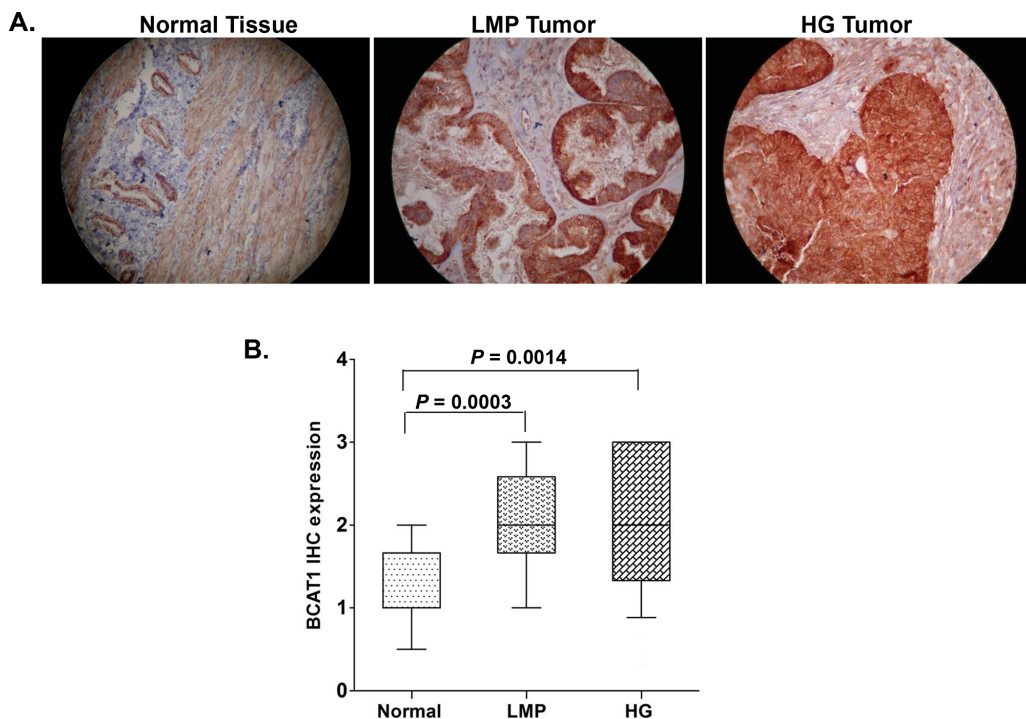 A.
Normal Tissue
LMP Tumor
HG Tumor
B.
4
3
2
1
0
BCAT1 IHC expression
P = 0.0014
P = 0.0003
Normal
LMP
HG